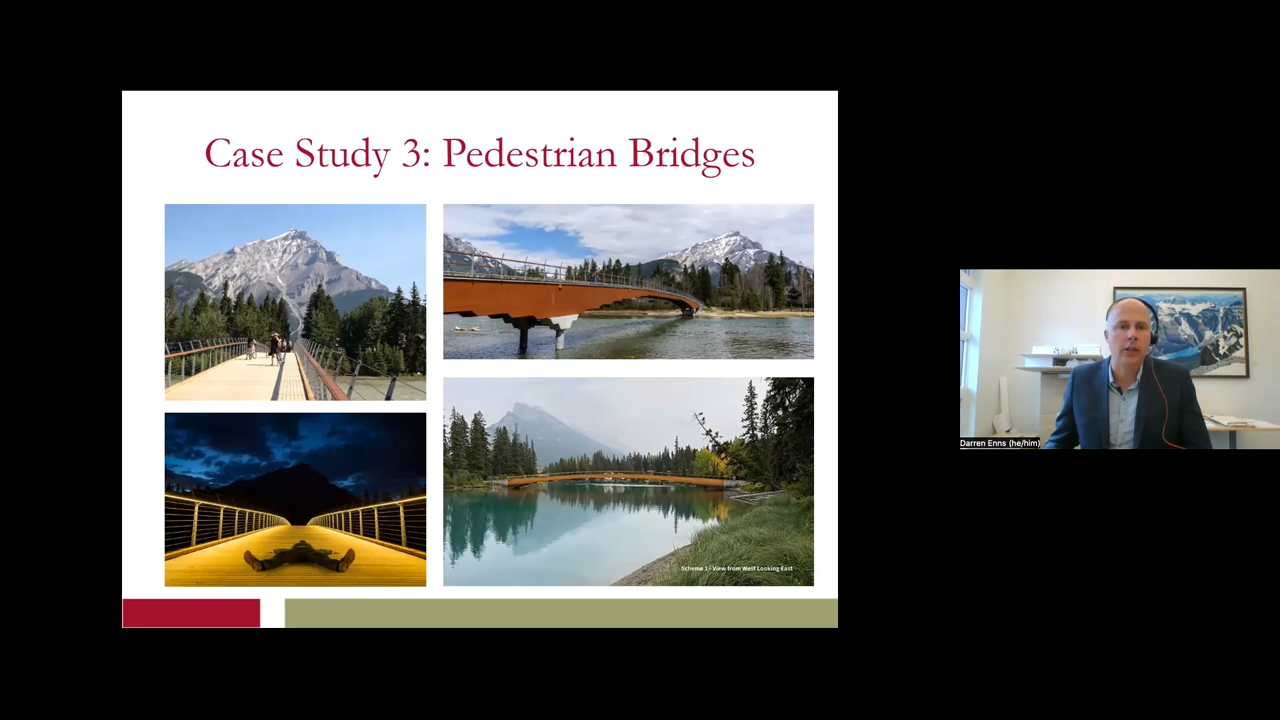 Case Study 3: Pedestrian Bridges
Scheme 1 - View from West Looking East
Darren Enns (he/him)